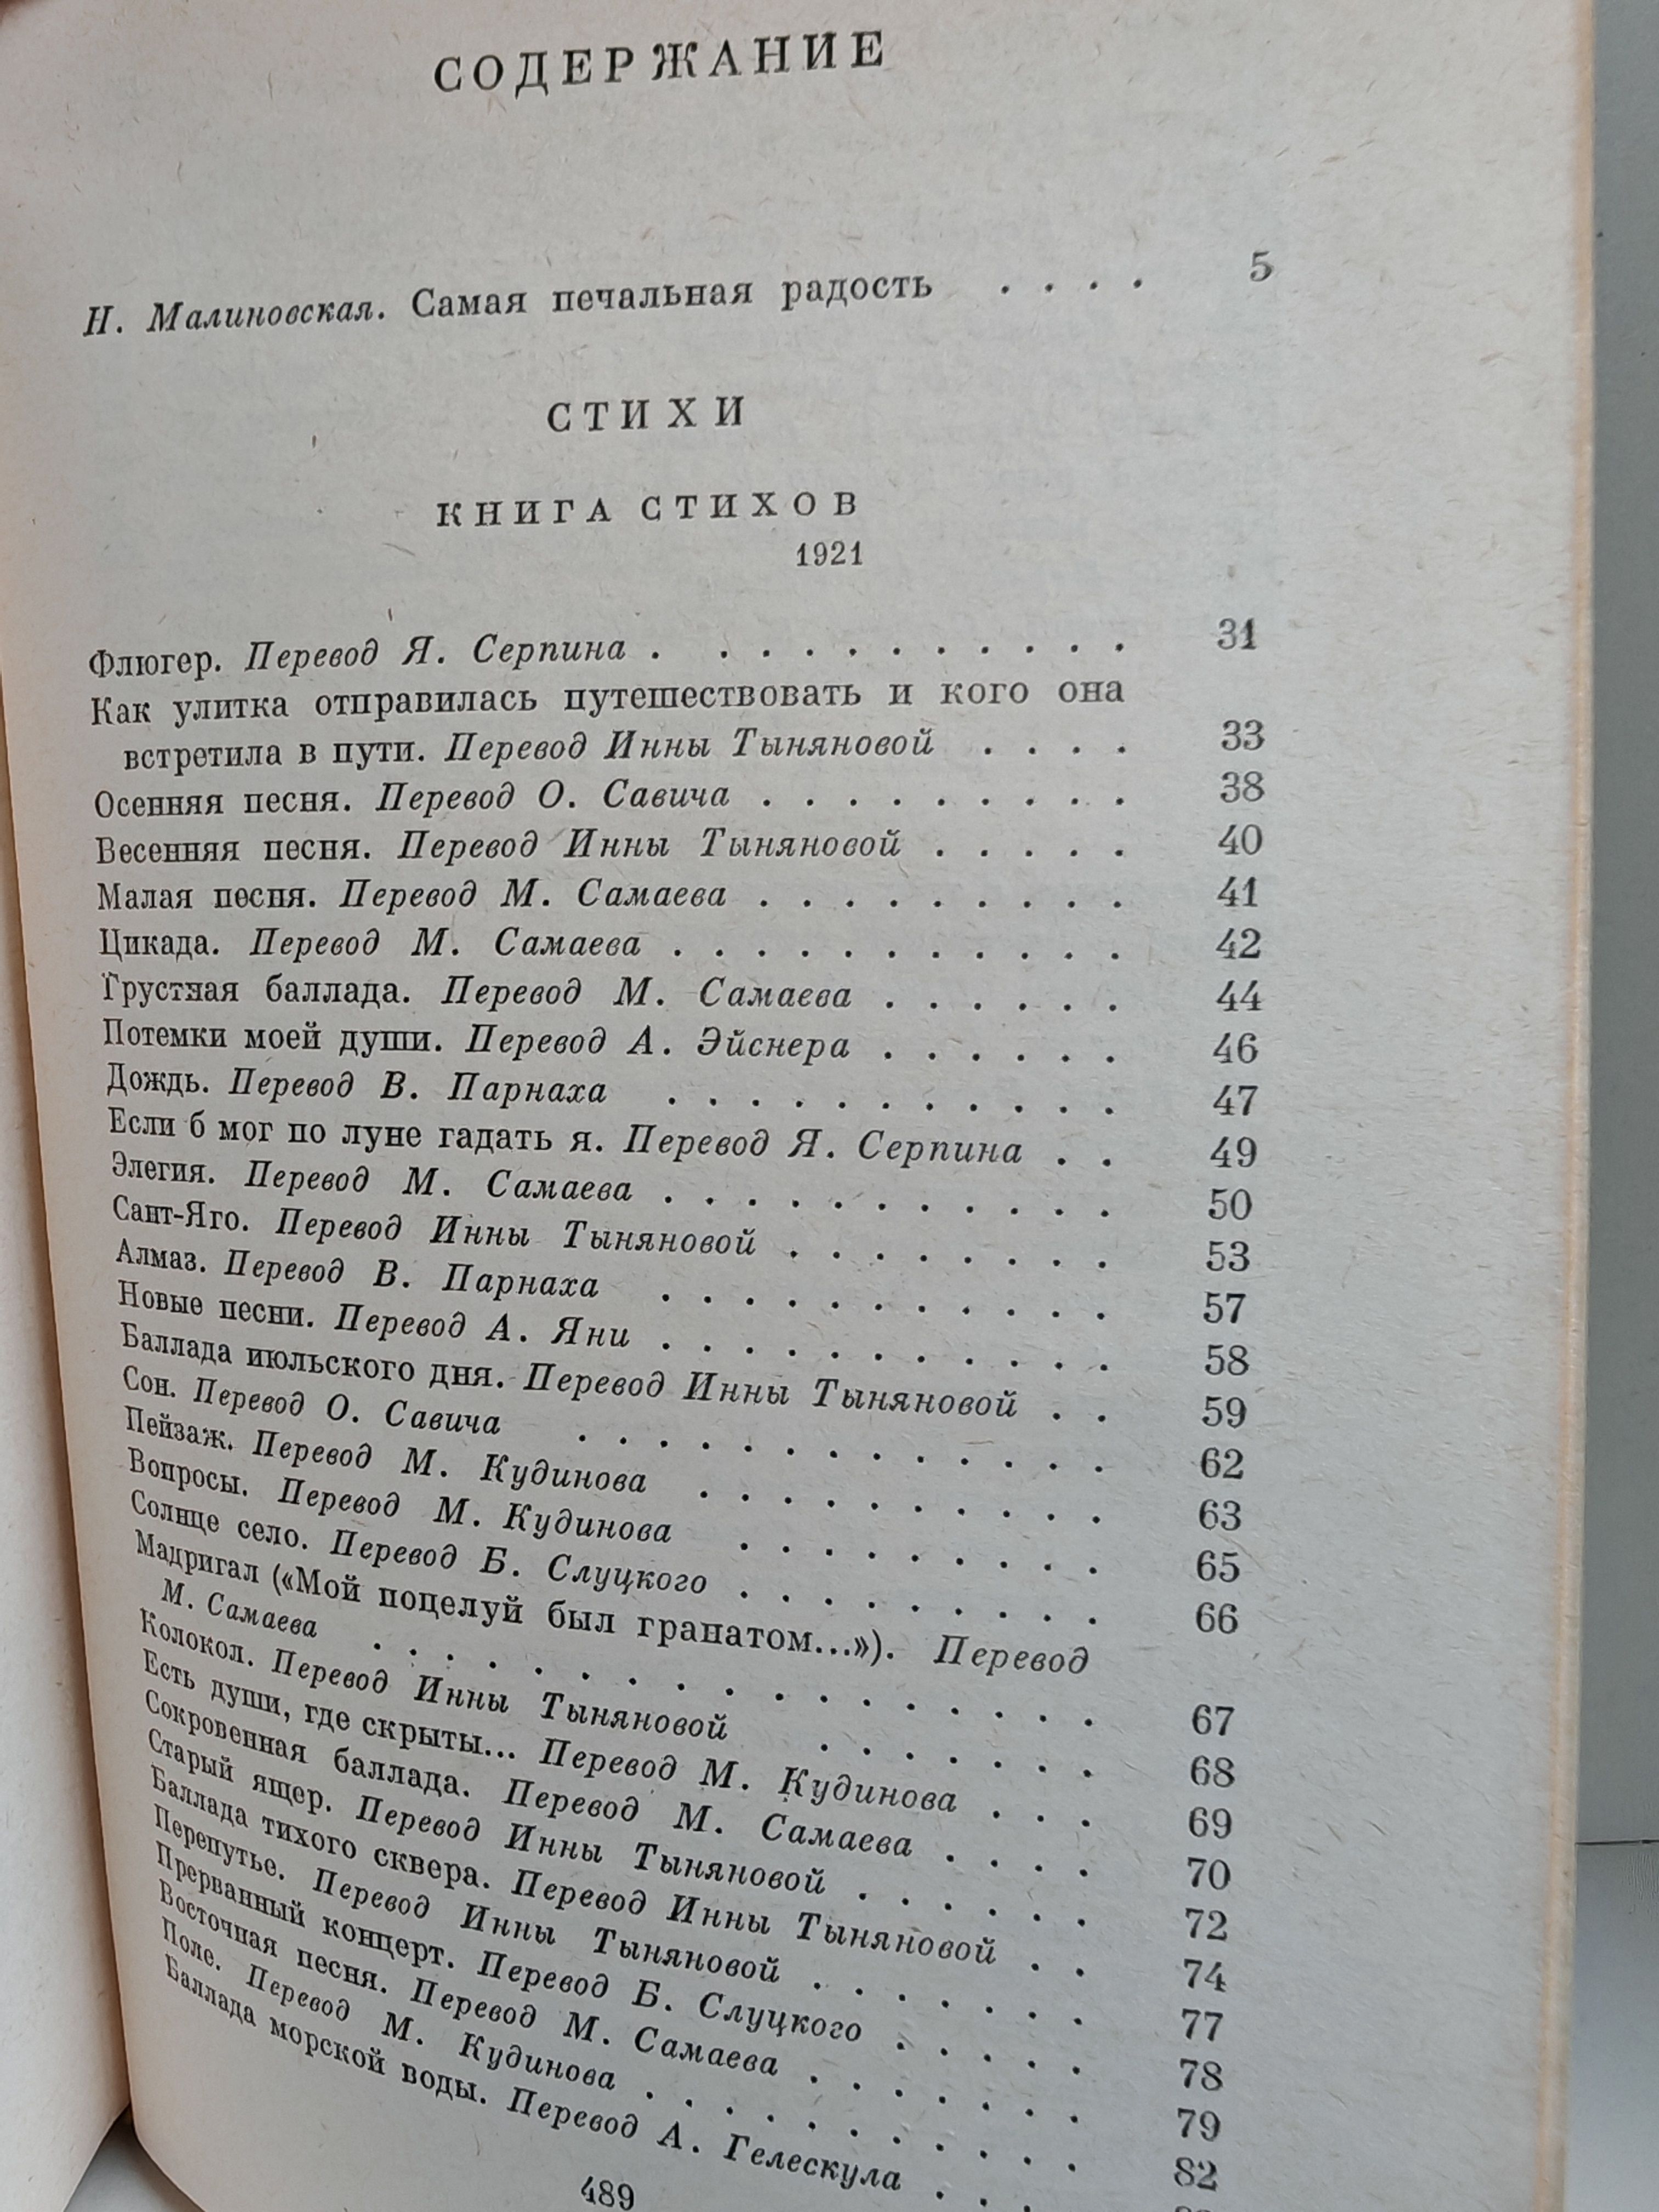 СОДЕРЖАНИЕ
Н. Малиновская. Самая печальная радость . . . . 5
СТИХИ
КНИГА СТИХОВ
1921
Флюгер. Перевод Я. Серпина . . . . . . . . . . . 31
Как улитка отправилась путешествовать и кого она
встретила в пути. Перевод Инны Тыняновой . . . . 33
Осенняя песня. Перевод О. Савича . . . . . . . . . 38
Весенняя песня. Перевод Инны Тыняновой . . . . . 40
Малая песня. Перевод М. Самаева . . . . . . . . . 41
Цикада. Перевод М. Самаева . . . . . . . . . . . 42
Грустная баллада. Перевод М. Самаева . . . . . . 44
Потемки моей души. Перевод А. Эйснера . . . . . . 46
Дождь. Перевод В. Парнаха . . . . . . . . . . . 47
Если б мог по луне гадать я. Перевод Я. Серпина . . 49
Элегия. Перевод М. Самаева . . . . . . . . . . . 50
Сант-Яго. Перевод Инны Тыняновой . . . . . . . . 53
Алмаз. Перевод В. Парнаха . . . . . . . . . . . 57
Новые песни. Перевод А. Яни . . . . . . . . . . . 58
Баллада июльского дня. Перевод Инны Тыняновой . . 59
Сон. Перевод О. Савича . . . . . . . . . . . . . 62
Пейзаж. Перевод М. Кудинова . . . . . . . . . . 63
Вопросы. Перевод М. Кудинова . . . . . . . . . 65
Солнце село. Перевод Б. Слуцкого . . . . . . . . . 66
Мадригал («Мой поцелуй был гранатом...»). Перевод
М. Самаева . . . . . . . . . . . . . . . . . 67
Колокол. Перевод Инны Тыняновой . . . . . . . 68
Есть души, где скрыты... Перевод М. Кудинова . . . 69
Сокровенная баллада. Перевод М. Самаева . . . . 70
Старый ящер. Перевод Инны Тыняновой . . . . . . 72
Баллада тихого сквера. Перевод Инны Тыняновой . . 74
Перепутье. Перевод Инны Тыняновой . . . . . . . 77
Прерванный концерт. Перевод Б. Слуцкого . . . . . 78
Восточная песня. Перевод М. Самаева . . . . . . . 79
Поле. Перевод М. Кудинова . . . . . . . . . . . 82
Баллада морской воды. Перевод А. Гелескула . . .
489